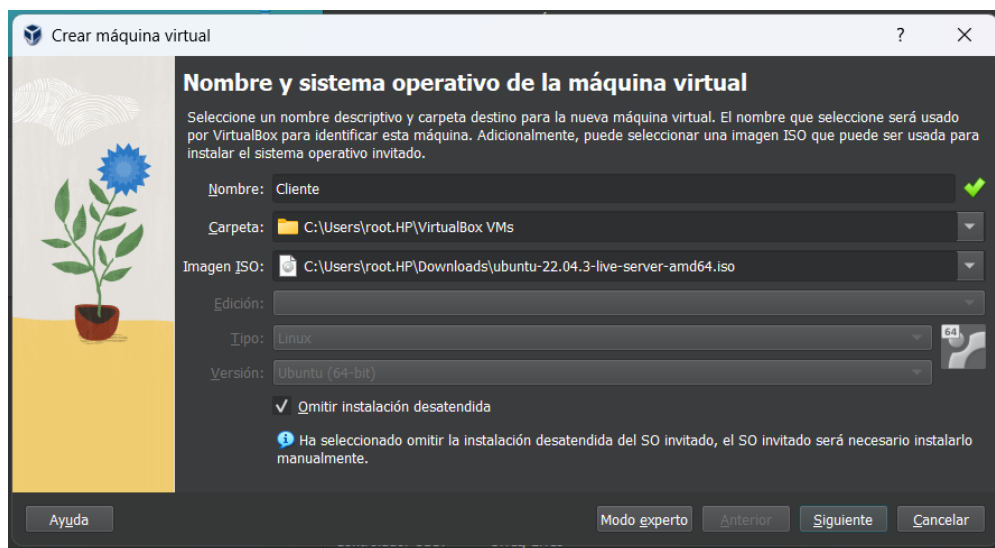 Crear máquina virtual
?
Nombre y sistema operativo de la máquina virtual
Seleccione un nombre descriptivo y carpeta destino para la nueva máquina virtual. El nombre que seleccione será usado
por VirtualBox para identificar esta máquina. Adicionalmente, puede seleccionar una imagen ISO que puede ser usada para
instalar el sistema operativo invitado.
Nombre: Cliente
Carpeta: C:\Users\root.HP\VirtualBox VMs
Imagen ISO: C:\Users\root.HP\Downloads\ubuntu-22.04.3-live-server-amd64.iso
Edición:
Tipo: Linux
64
Versión: Ubuntu (64-bit)
Omitir instalación desatendida
Ha seleccionado omitir la instalación desatendida del SO invitado, el SO invitado será necesario instalarlo
manualmente.
Ayuda Modo experto Anterior Siguiente Cancelar